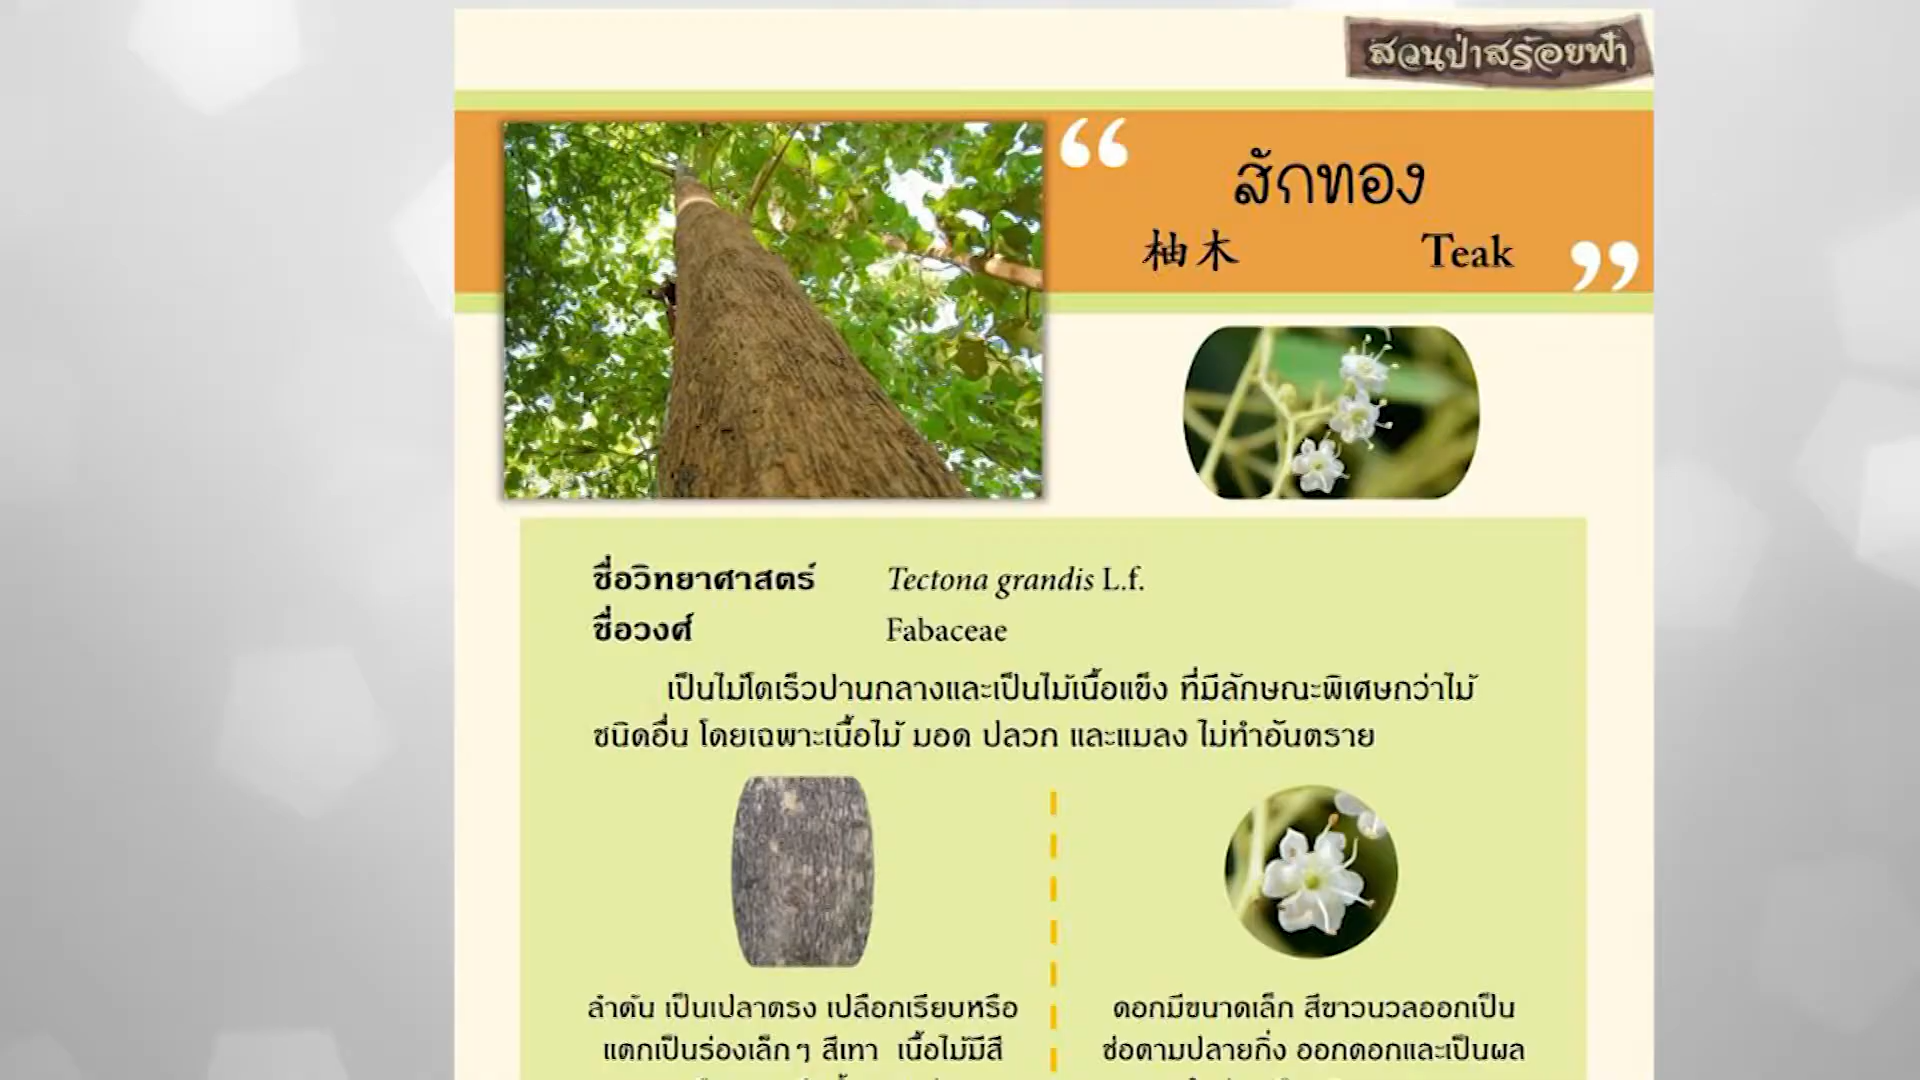 สวนป่าสร้อยฟ้า
“
สักทอง
柚木 Teak
”
ชื่อวิทยาศาสตร์ Tectona grandis L.f.
ชื่อวงศ์ Fabaceae
เป็นไม้โตเร็วปานกลางและเป็นไม้เนื้อแข็ง ที่มีลักษณะพิเศษกว่าไม้
ชนิดอื่น โดยเฉพาะเนื้อไม้ มอด ปลวก และแมลง ไม่ทำอันตราย
ลำต้น เป็นเปลาตรง เปลือกเรียบหรือ
แตกเป็นร่องเล็กๆ สีเทา เนื้อไม้มีสี
ดอกมีขนาดเล็ก สีขาวนวลออกเป็น
ช่อตามปลายกิ่ง ออกดอกและเป็นผล